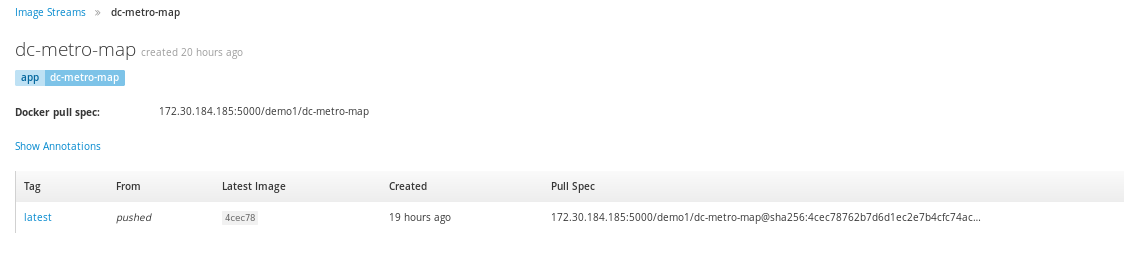 Image Streams » dc-metro-map
dc-metro-map created 20 hours ago
app dc-metro-map
Docker pull spec: 172.30.184.185:5000/demo1/dc-metro-map
Show Annotations
Tag From Latest Image Created Pull Spec
latest pushed 4cec78 19 hours ago 172.30.184.185:5000/demo1/dc-metro-map@sha256:4cec78762b7d6d1ec2e7b4cfc74ac...